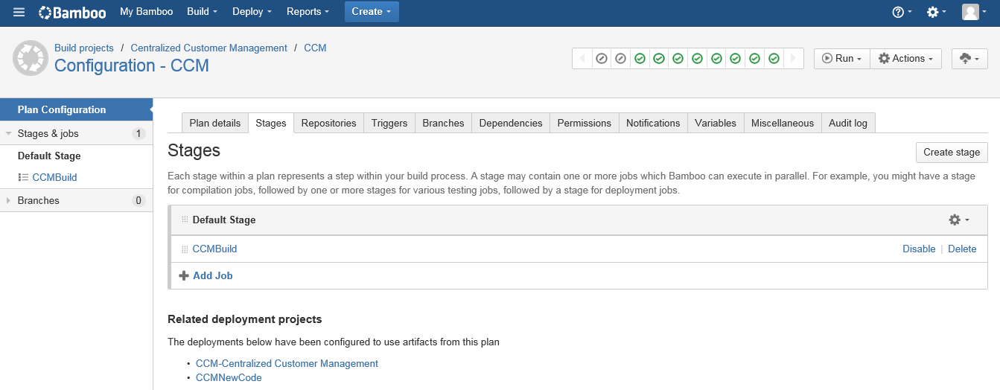 Bamboo My Bamboo Build Deploy Reports Create
Build projects / Centralized Customer Management / CCM
Configuration - CCM
Run Actions
Plan Configuration
Stages & jobs 1
Default Stage
CCMBuild
Branches 0
Plan details Stages Repositories Triggers Branches Dependencies Permissions Notifications Variables Miscellaneous Audit log
Stages
Create stage
Each stage within a plan represents a step within your build process. A stage may contain one or more jobs which Bamboo can execute in parallel. For example, you might have a stage
for compilation jobs, followed by one or more stages for various testing jobs, followed by a stage for deployment jobs.
Default Stage
CCMBuild Disable | Delete
Add Job
Related deployment projects
The deployments below have been configured to use artifacts from this plan
• CCM-Centralized Customer Management
• CCMNewCode